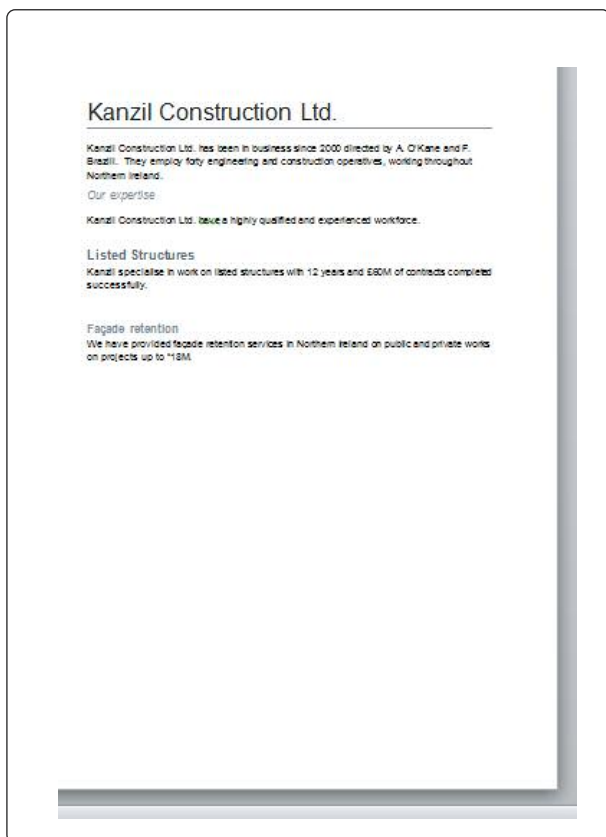 Kanzil Construction Ltd.
Kanzil Construction Ltd. has been in business since 2000 directed by A. O'Kane and F.
Brazill. They employ forty engineering and construction operatives, working throughout
Northern Ireland.
Our expertise
Kanzil Construction Ltd. have a highly qualified and experienced workforce.
Listed Structures
Kanzil specialise in work on listed structures with 12 years and £60M of contracts completed
successfully.
Façade retention
We have provided façade retention services in Northern Ireland on public and private works
on projects up to "18M.